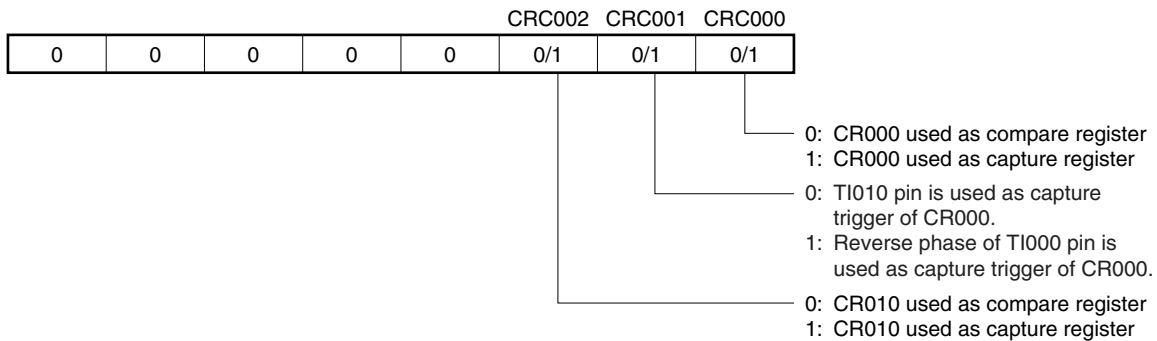 CRC002 CRC001 CRC000
0 0 0 0 0 0/1 0/1 0/1
0: CR000 used as compare register
1: CR000 used as capture register
0: TI010 pin is used as capture
trigger of CR000.
1: Reverse phase of TI000 pin is
used as capture trigger of CR000.
0: CR010 used as compare register
1: CR010 used as capture register